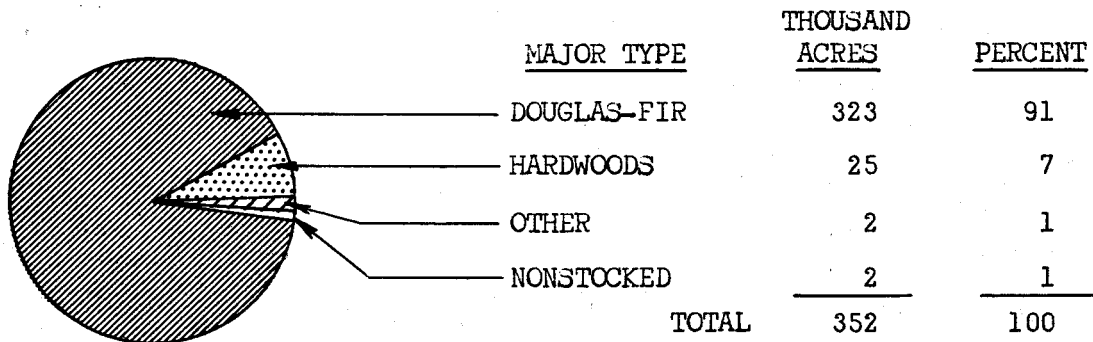 THOUSAND
MAJOR TYPE ACRES PERCENT
DOUGLAS-FIR 323 91
HARDWOODS 25 7
OTHER 2 1
NONSTOCKED 2 1
TOTAL 352 100